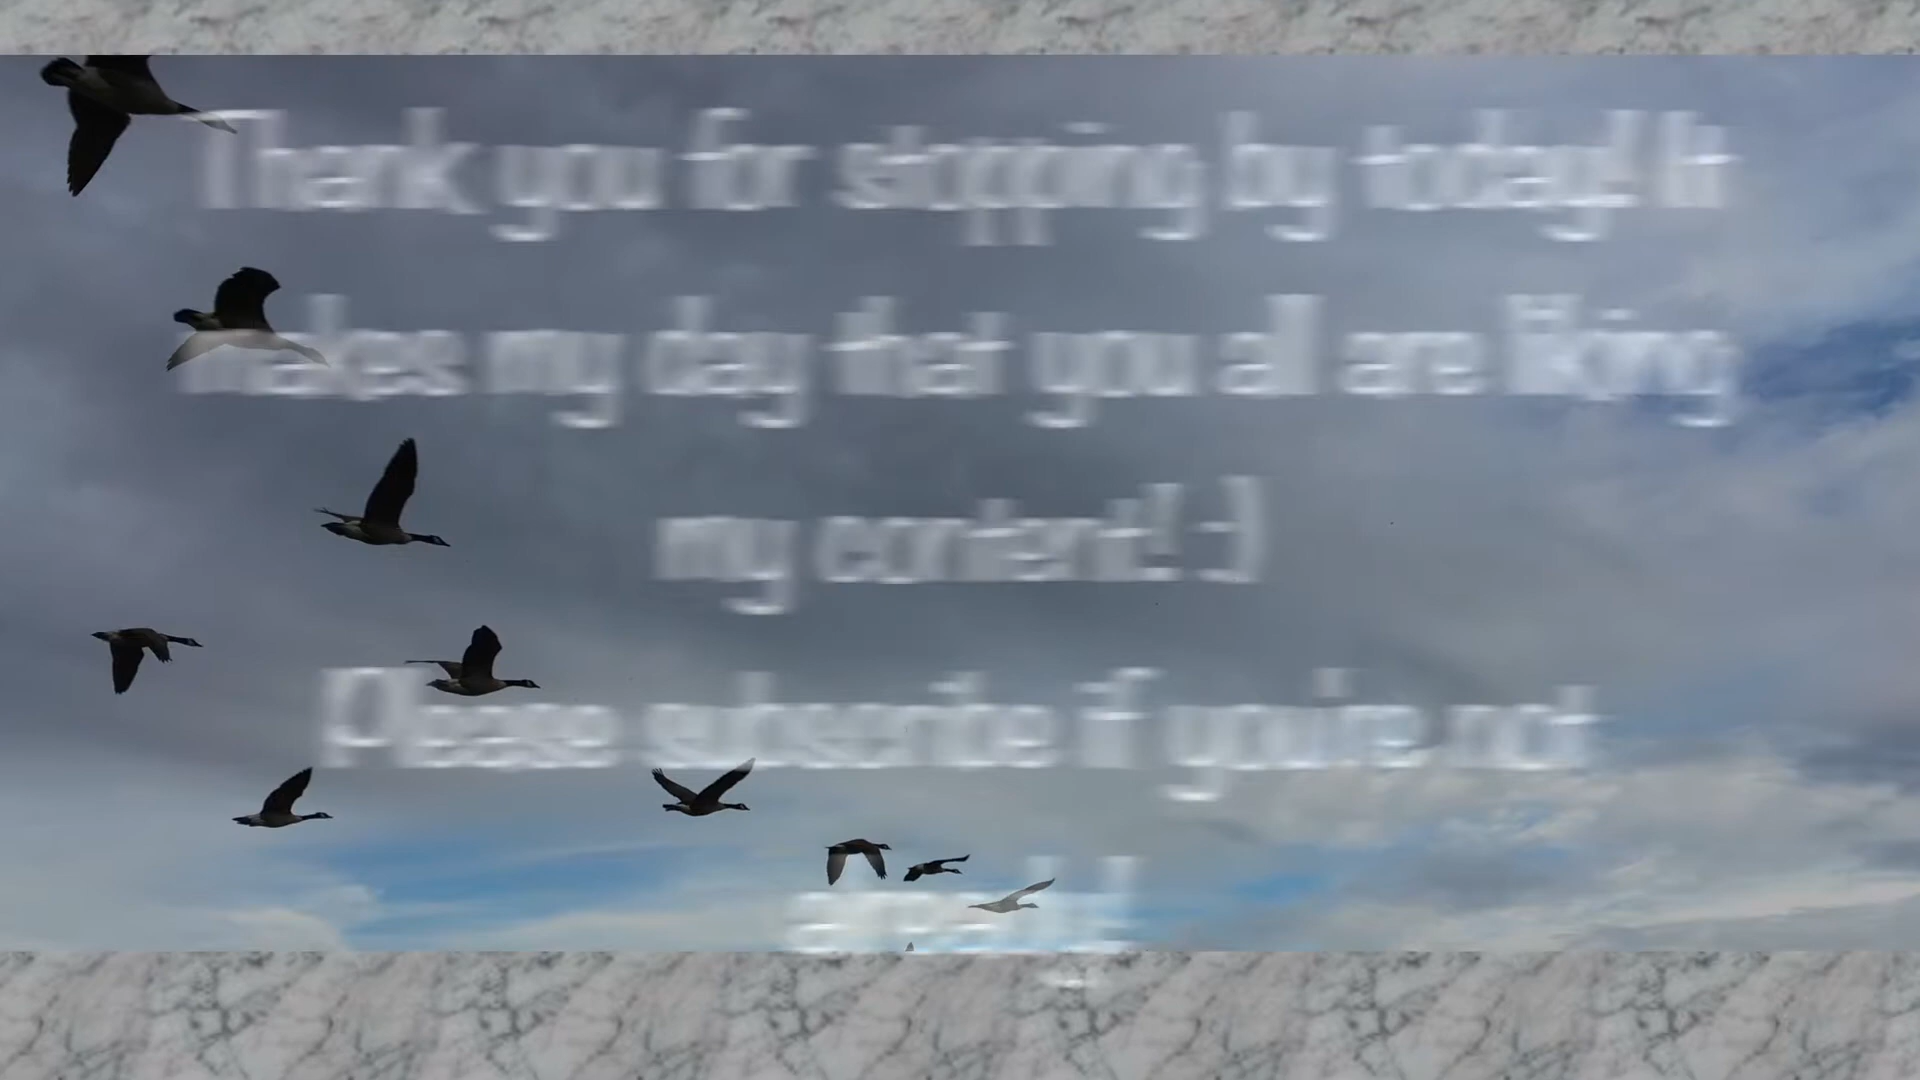 Thank you for stopping by today! It
makes my day that you all are liking
my content! :)
Please subscribe if you're not
already!